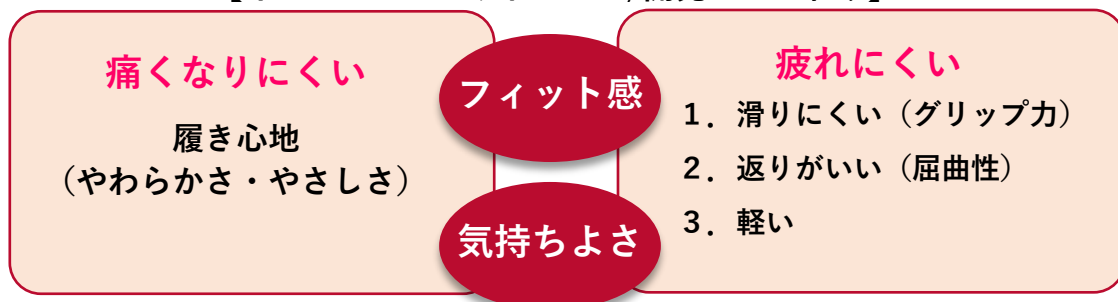 痛くなりにくい
履き心地
（やわらかさ・やさしさ）
フィット感
気持ちよさ
疲れにくい
１．滑りにくい（グリップ力）
２．返りがいい（屈曲性）
３．軽い